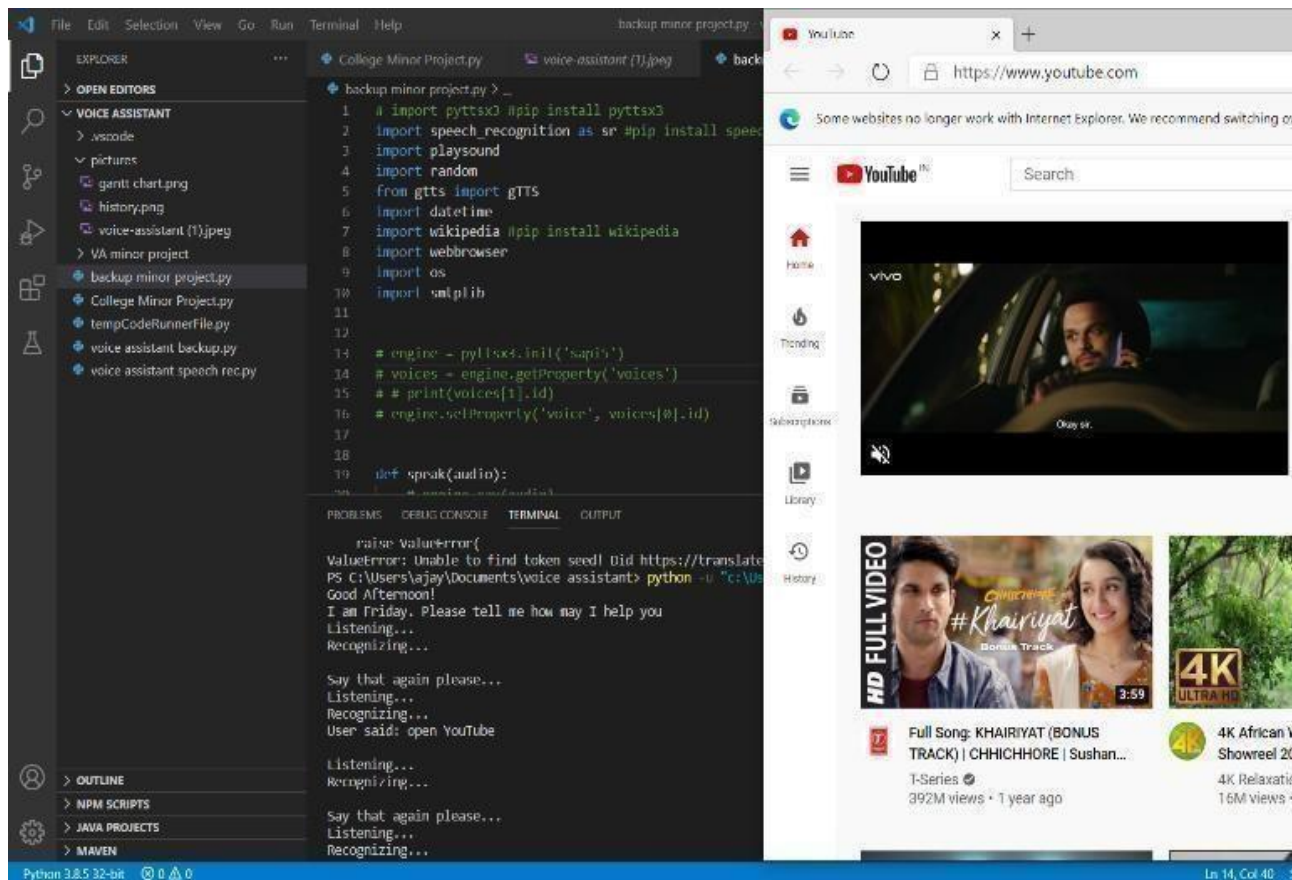 File Edit Selection View Go Run Terminal Help
backup minor project.py -
EXPLORER
OPEN EDITORS
VOICE ASSISTANT
.vscode
pictures
gantt chart.png
history.png
voice-assistant (1).jpeg
VA minor project
backup minor project.py
College Minor Project.py
tempCodeRunnerFile.py
voice assistant backup.py
voice assistant speech rec.py
OUTLINE
NPM SCRIPTS
JAVA PROJECTS
MAVEN
College Minor Project.py voice-assistant (1).jpeg back
backup minor project.py > ...
1 # import pyttsx3 #pip install pyttsx3
2 import speech_recognition as sr #pip install speec
3 import playsound
4 import random
5 from gtts import gTTS
6 import datetime
7 import wikipedia #pip install wikipedia
8 import webbrowser
9 import os
10 import smtplib
11
12
13 # engine = pyttsx3.init('sapi5')
14 # voices = engine.getProperty('voices')
15 # # print(voices[1].id)
16 # engine.setProperty('voice', voices[0].id)
17
18
19 def speak(audio):
20 # engine.say(audio)
PROBLEMS DEBUG CONSOLE TERMINAL OUTPUT
raise ValueError(
ValueError: Unable to find token seed! Did https://translate
PS C:\Users\ajay\Documents\voice assistant> python -u "c:\Us
Good Afternoon!
I am Friday. Please tell me how may I help you
Listening...
Recognizing...
Say that again please...
Listening...
Recognizing...
User said: open YouTube
Listening...
Recognizing...
Say that again please...
Listening...
Recognizing...
Python 3.8.5 32-bit 0 0
Ln 14, Col 40
YouTube
https://www.youtube.com
Some websites no longer work with Internet Explorer. We recommend switching ov
YouTube IN
Search
Home
Trending
Subscriptions
Library
History
vivo
Okay sir.
HD FULL VIDEO
CHHICHHORE
#Khairiyat
Bonus Track
3:59
Full Song: KHAIRIYAT (BONUS
TRACK) | CHHICHHORE | Sushan...
T-Series
392M views • 1 year ago
4K
ULTRA HD
4K
4K African
Showreel 20
4K Relaxatio
16M views •